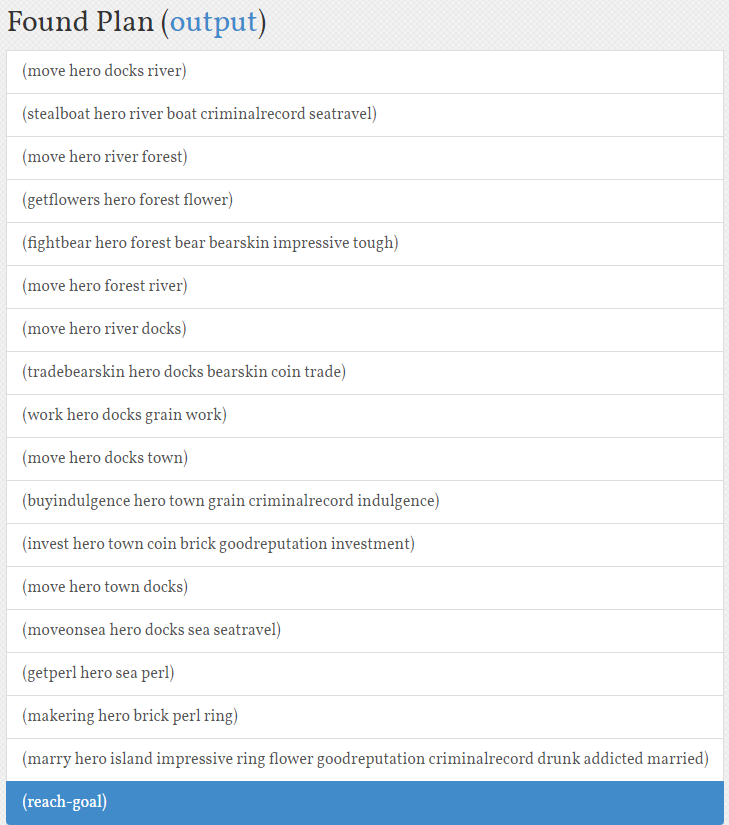 Found Plan (output)
(move hero docks river)
(stealboat hero river boat criminalrecord seatravel)
(move hero river forest)
(getflowers hero forest flower)
(fightbear hero forest bear bearskin impressive tough)
(move hero forest river)
(move hero river docks)
(tradebearskin hero docks bearskin coin trade)
(work hero docks grain work)
(move hero docks town)
(buyindulgence hero town grain criminalrecord indulgence)
(invest hero town coin brick goodreputation investment)
(move hero town docks)
(moveonsea hero docks sea seatravel)
(getperl hero sea perl)
(makering hero brick perl ring)
(marry hero island impressive ring flower goodreputation criminalrecord drunk addicted married)
(reach-goal)